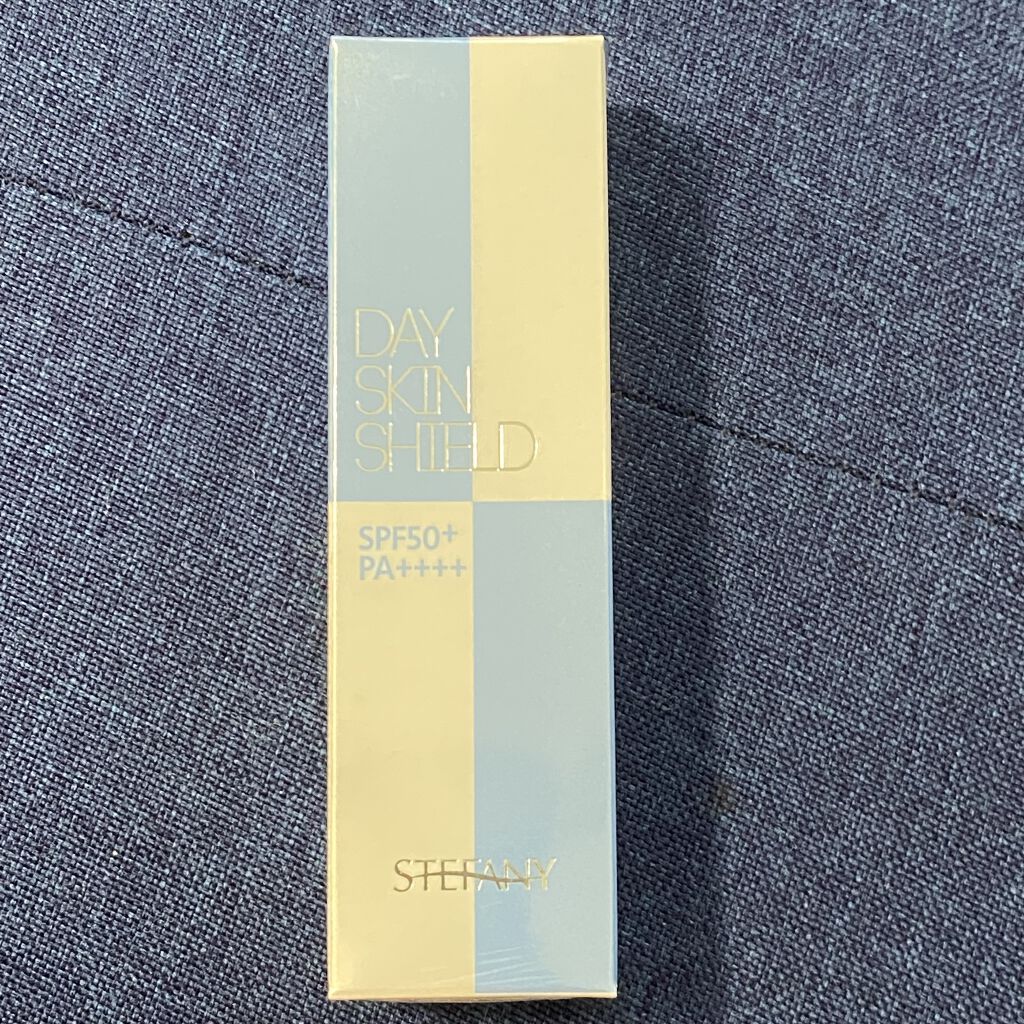 DAY
SKIN
SHIELD
SPF50+
PA++++
STEFANY